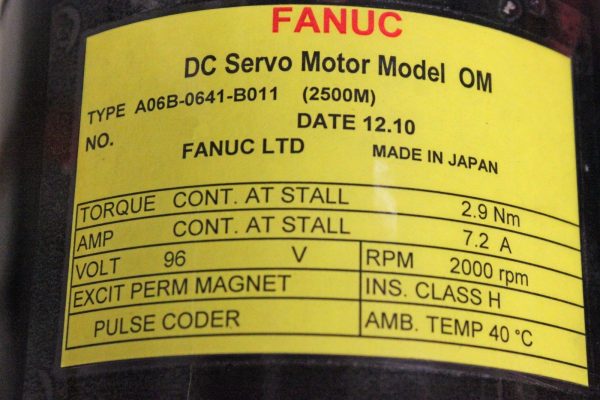 FANUC
DC Servo Motor Model OM
TYPE A06B-0641-B011 (2500M)
NO. DATE 12.10
FANUC LTD MADE IN JAPAN
TORQUE CONT. AT STALL 2.9 Nm
AMP CONT. AT STALL 7.2 A
VOLT 96 V RPM 2000 rpm
EXCIT PERM MAGNET INS. CLASS H
PULSE CODER AMB. TEMP 40 °C